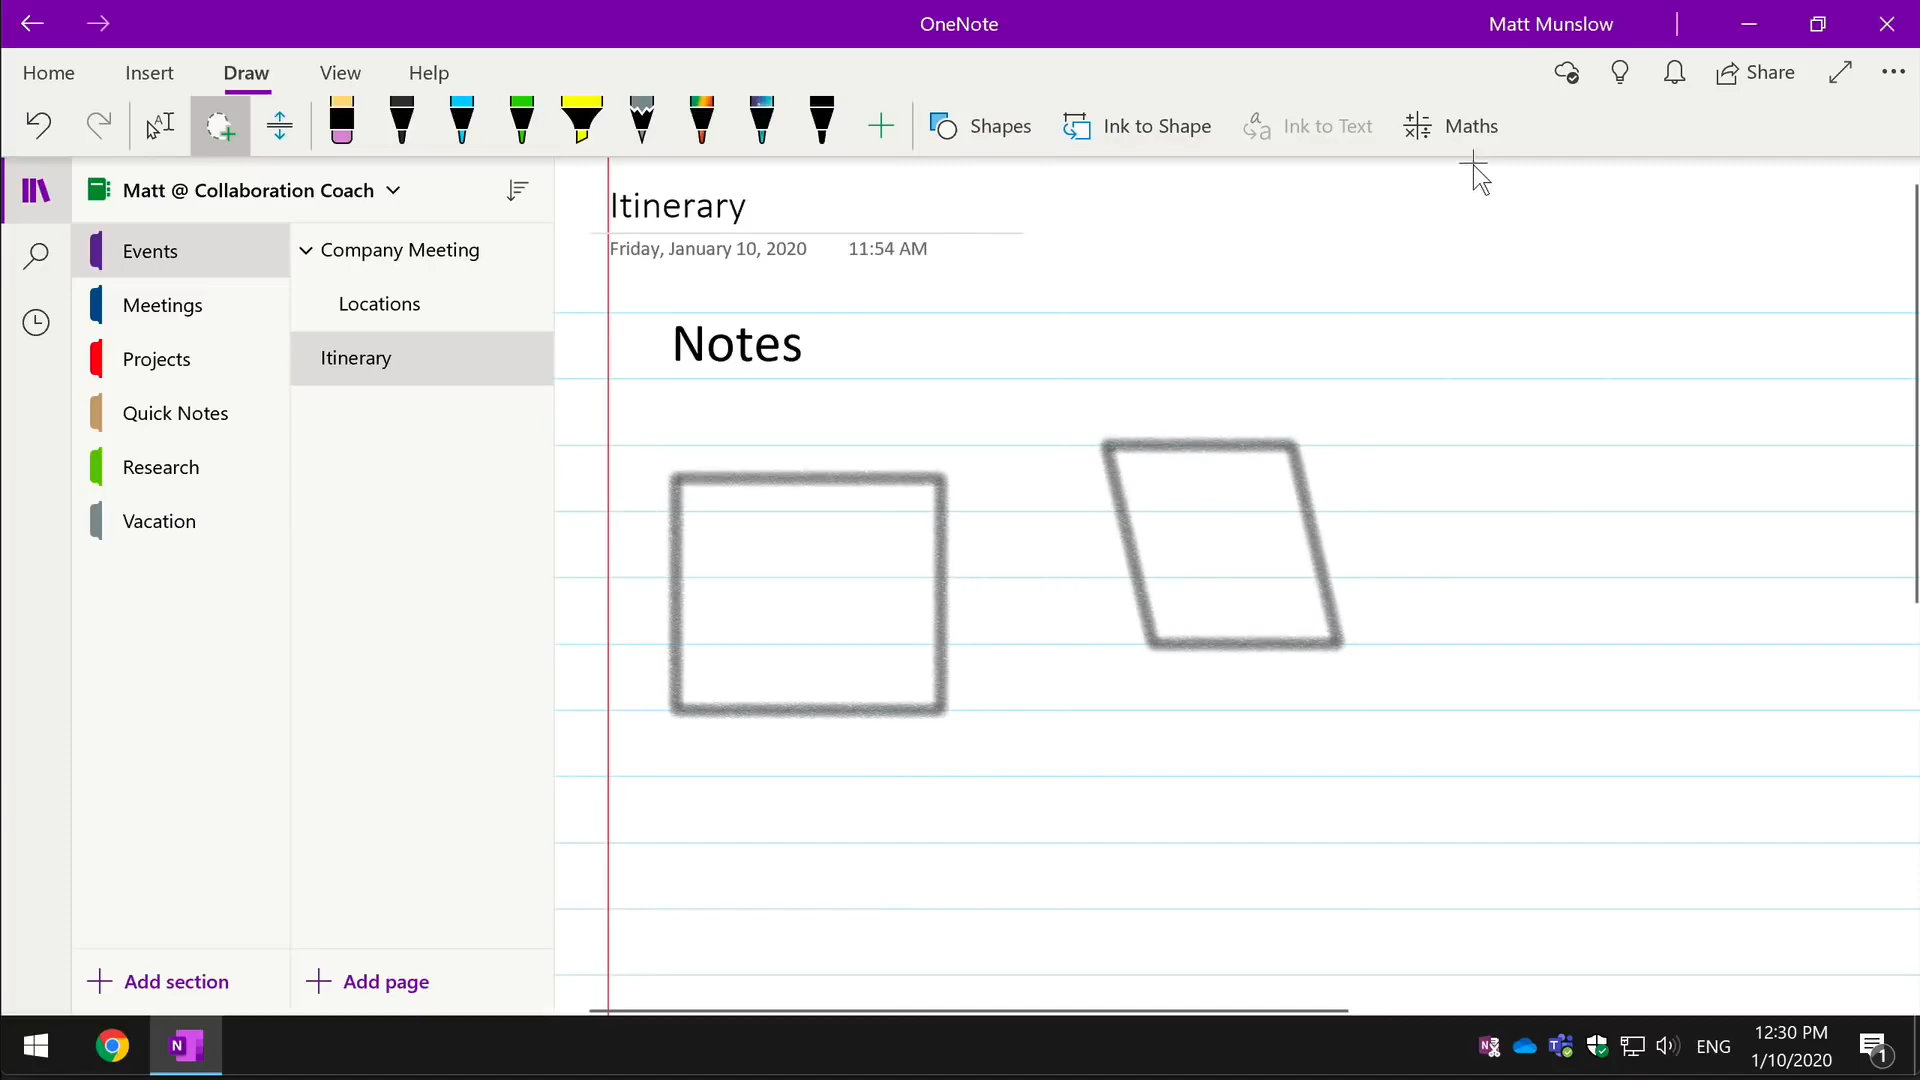 OneNote
Matt Munslow
Home Insert Draw View Help
Share
Shapes Ink to Shape Ink to Text Maths
Matt @ Collaboration Coach
Events
Meetings
Projects
Quick Notes
Research
Vacation
Company Meeting
Locations
Itinerary
Itinerary
Friday, January 10, 2020 11:54 AM
Notes
Add section
Add page
ENG
12:30 PM
1/10/2020
1